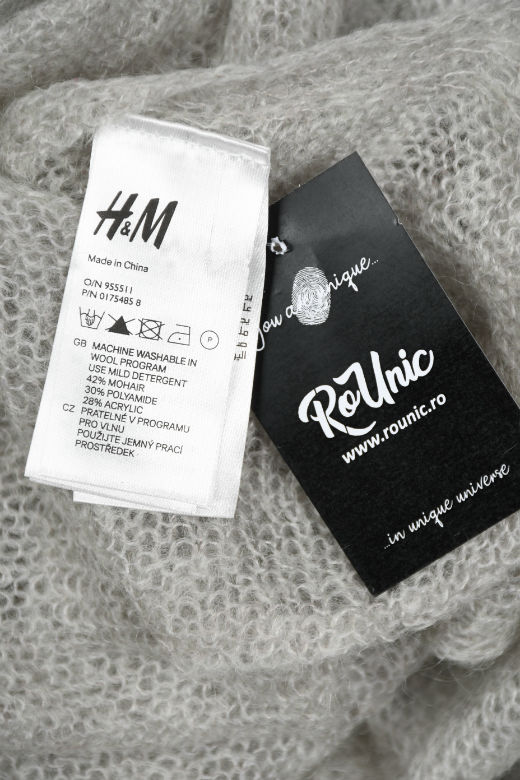 H&M
Made in China
O/N 955511
P/N 0175485 8
P
GB MACHINE WASHABLE IN
WOOL PROGRAM
USE MILD DETERGENT
42% MOHAIR
30% POLYAMIDE
28% ACRYLIC
CZ PRATELNÉ V PROGRAMU
PRO VLNU
POUŽIJTE JEMNÝ PRACÍ
PROSTŘEDEK
You are unique...
RoUnic
www.rounic.ro
...in unique universe